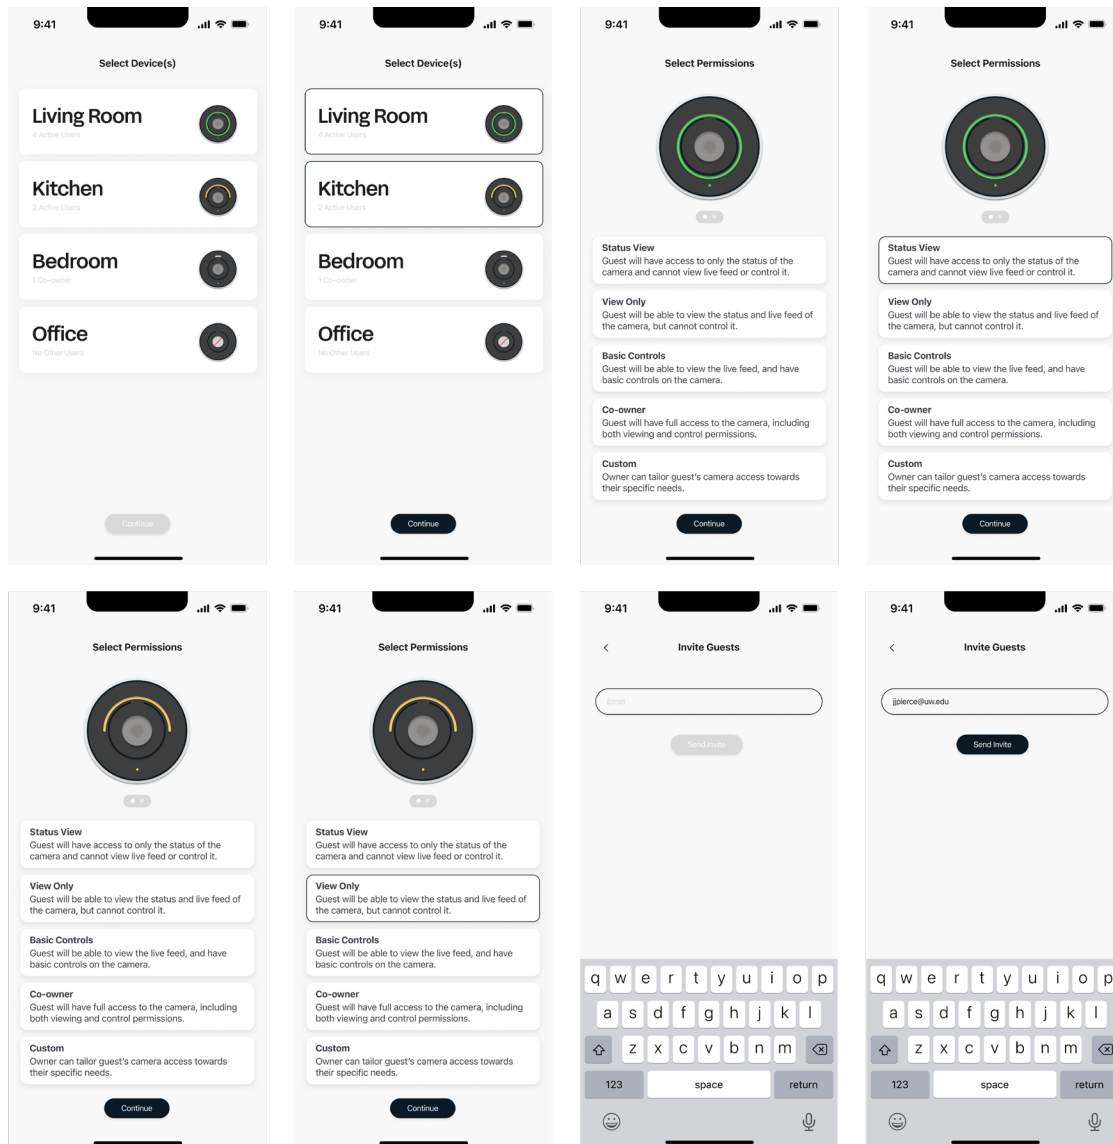 9:41
Select Device(s)
Living Room
4 Active Users
Kitchen
2 Active Users
Bedroom
1 Co-owner
Office
No Other Users
Continue
9:41
Select Device(s)
Living Room
4 Active Users
Kitchen
2 Active Users
Bedroom
1 Co-owner
Office
No Other Users
Continue
9:41
Select Permissions
Status View
Guest will have access to only the status of the
camera and cannot view live feed or control it.
View Only
Guest will be able to view the status and live feed of
the camera, but cannot control it.
Basic Controls
Guest will be able to view the live feed, and have
basic controls on the camera.
Co-owner
Guest will have full access to the camera, including
both viewing and control permissions.
Custom
Owner can tailor guest's camera access towards
their specific needs.
Continue
9:41
Select Permissions
Status View
Guest will have access to only the status of the
camera and cannot view live feed or control it.
View Only
Guest will be able to view the status and live feed of
the camera, but cannot control it.
Basic Controls
Guest will be able to view the live feed, and have
basic controls on the camera.
Co-owner
Guest will have full access to the camera, including
both viewing and control permissions.
Custom
Owner can tailor guest's camera access towards
their specific needs.
Continue
9:41
Select Permissions
Status View
Guest will have access to only the status of the
camera and cannot view live feed or control it.
View Only
Guest will be able to view the status and live feed of
the camera, but cannot control it.
Basic Controls
Guest will be able to view the live feed, and have
basic controls on the camera.
Co-owner
Guest will have full access to the camera, including
both viewing and control permissions.
Custom
Owner can tailor guest's camera access towards
their specific needs.
Continue
9:41
Select Permissions
Status View
Guest will have access to only the status of the
camera and cannot view live feed or control it.
View Only
Guest will be able to view the status and live feed of
the camera, but cannot control it.
Basic Controls
Guest will be able to view the live feed, and have
basic controls on the camera.
Co-owner
Guest will have full access to the camera, including
both viewing and control permissions.
Custom
Owner can tailor guest's camera access towards
their specific needs.
Continue
9:41
Invite Guests
Email
Send Invite
q w e r t y u i o p
a s d f g h j k l
z x c v b n m
123 space return
9:41
Invite Guests
jjpierce@uw.edu
Send Invite
q w e r t y u i o p
a s d f g h j k l
z x c v b n m
123 space return